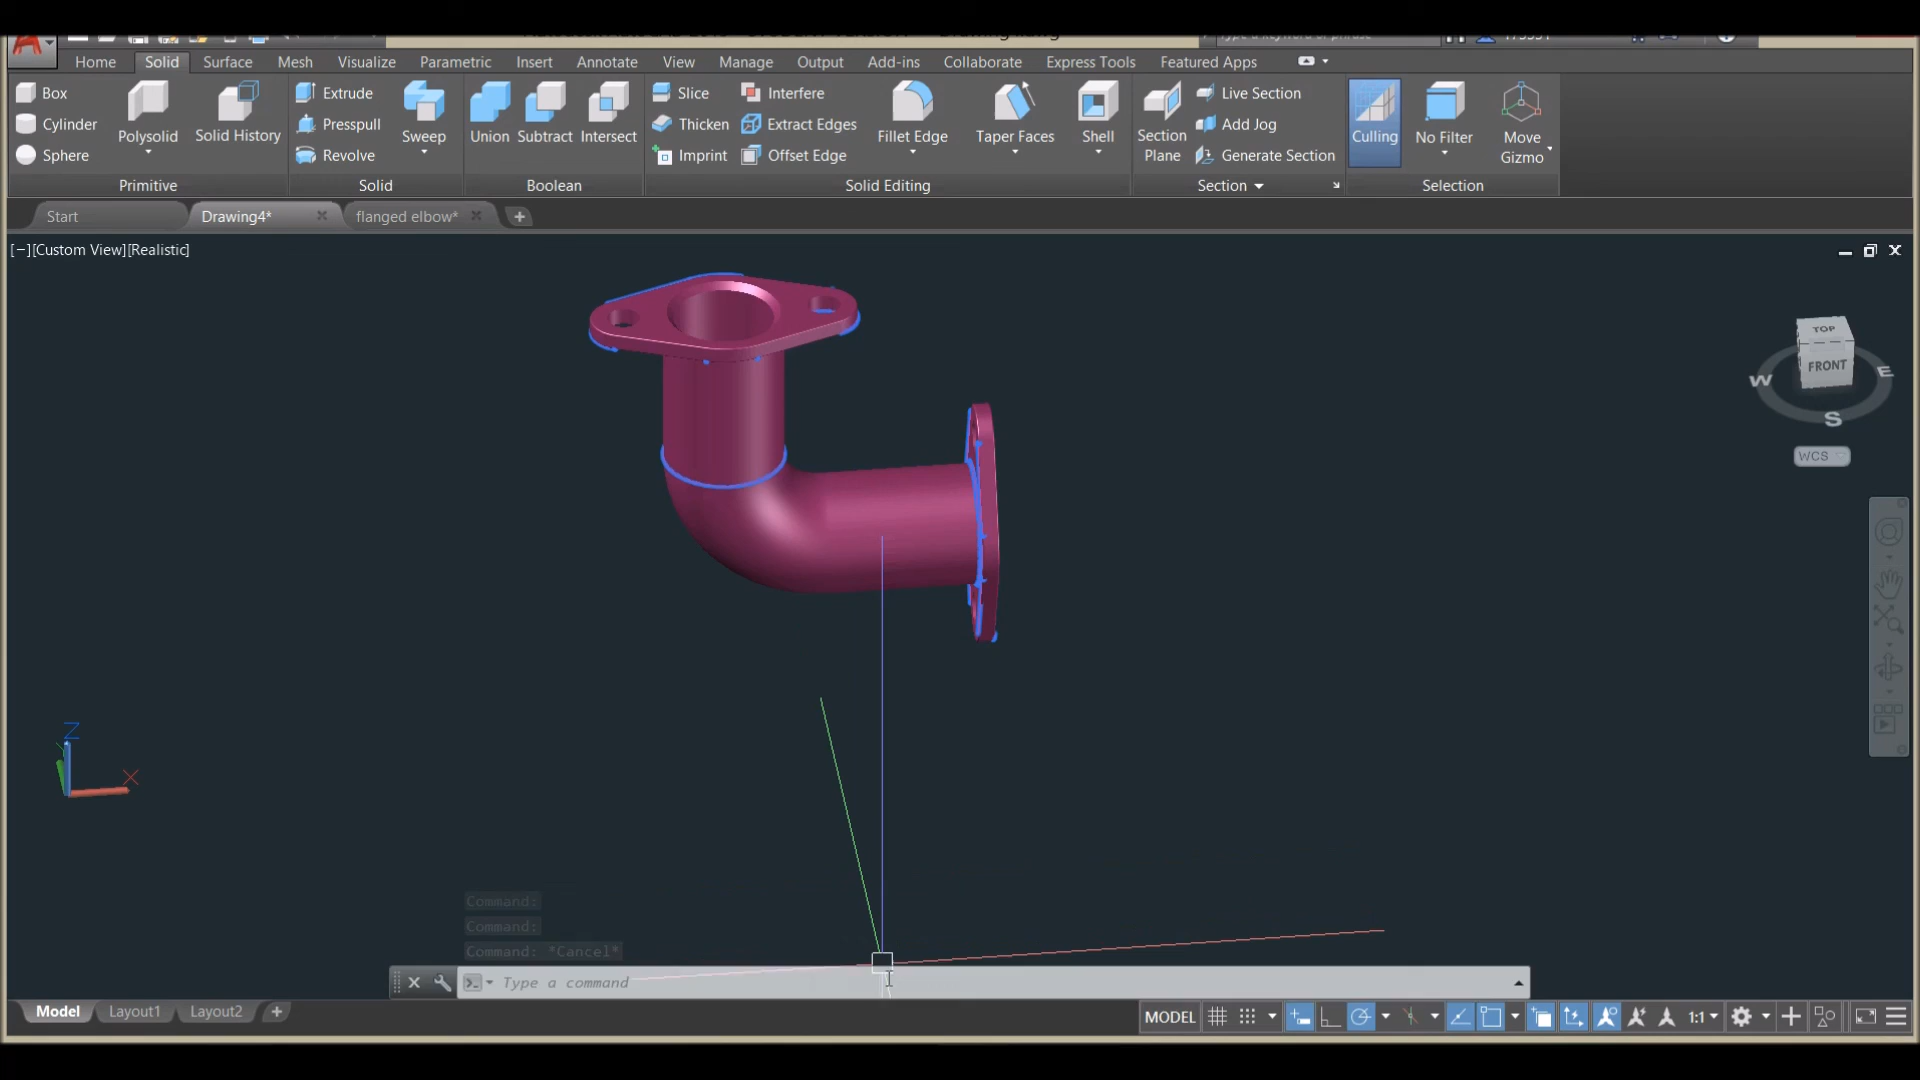 Type a keyword or phrase
Home Solid Surface Mesh Visualize Parametric Insert Annotate View Manage Output Add-ins Collaborate Express Tools Featured Apps
Box
Cylinder
Sphere
Polysolid
Solid History
Primitive
Extrude
Presspull
Revolve
Sweep
Solid
Union Subtract Intersect
Boolean
Slice
Thicken
Imprint
Interfere
Extract Edges
Offset Edge
Fillet Edge
Taper Faces
Shell
Solid Editing
Section
Plane
Live Section
Add Jog
Generate Section
Section
Culling
No Filter
Move
Gizmo
Selection
Start Drawing4* flanged elbow*
[−][Custom View][Realistic]
TOP
FRONT
W E
S
WCS
Z
X
Command:
Command:
Command: *Cancel*
Type a command
Model Layout1 Layout2
MODEL 1:1